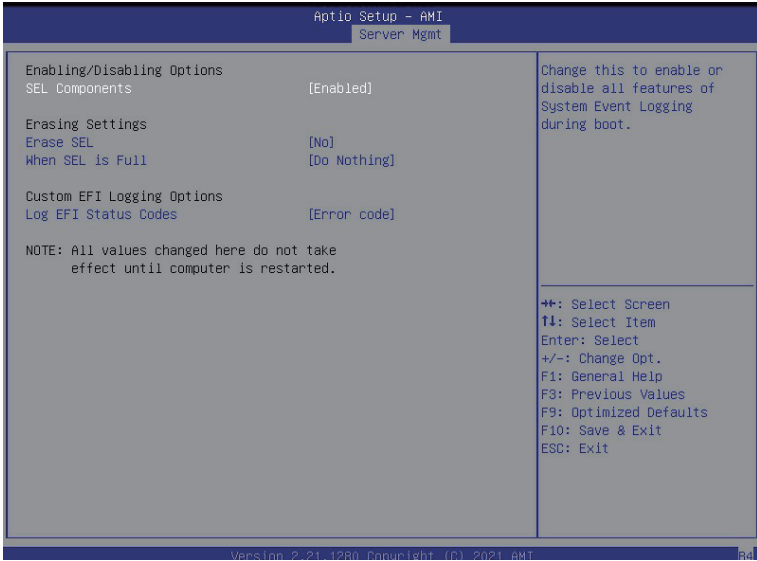 Aptio Setup – AMI
Server Mgmt
Enabling/Disabling Options
SEL Components [Enabled]
Erasing Settings
Erase SEL [No]
When SEL is Full [Do Nothing]
Custom EFI Logging Options
Log EFI Status Codes [Error code]
NOTE: All values changed here do not take
effect until computer is restarted.
Change this to enable or
disable all features of
System Event Logging
during boot.
→←: Select Screen
↑↓: Select Item
Enter: Select
+/-: Change Opt.
F1: General Help
F3: Previous Values
F9: Optimized Defaults
F10: Save & Exit
ESC: Exit
Version 2.21.1280 Copyright (C) 2021 AMI
B4